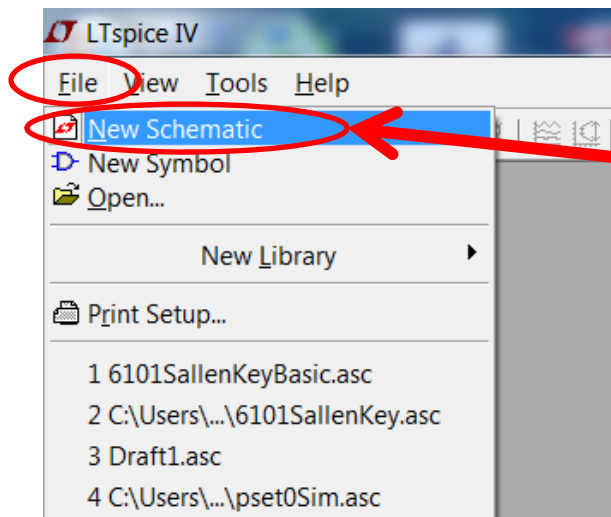 LTspice IV
File View Tools Help
New Schematic
New Symbol
Open...
New Library
Print Setup...
1 6101SallenKeyBasic.asc
2 C:\Users\...\6101SallenKey.asc
3 Draft1.asc
4 C:\Users\...\pset0Sim.asc